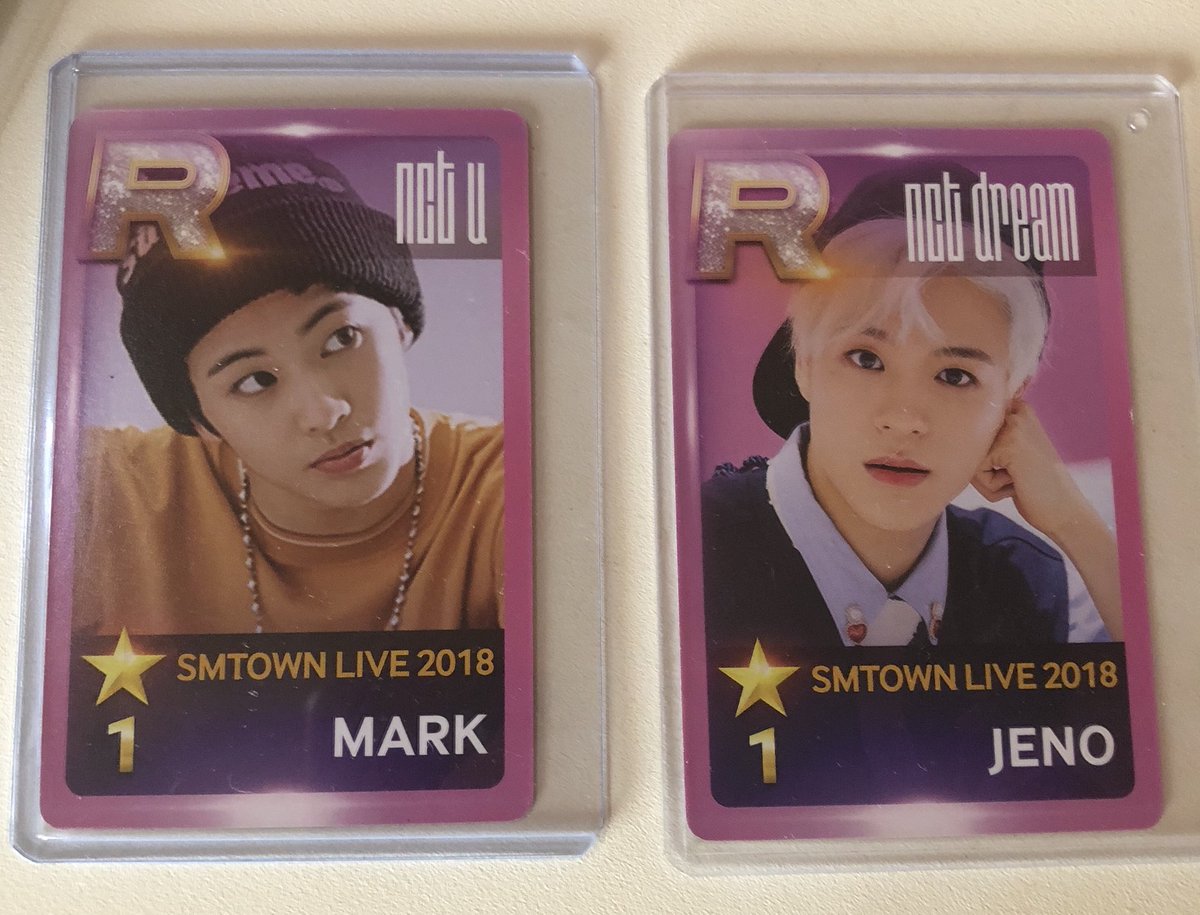 R
nct u
SMTOWN LIVE 2018
1
MARK
R
nct dream
SMTOWN LIVE 2018
1
JENO